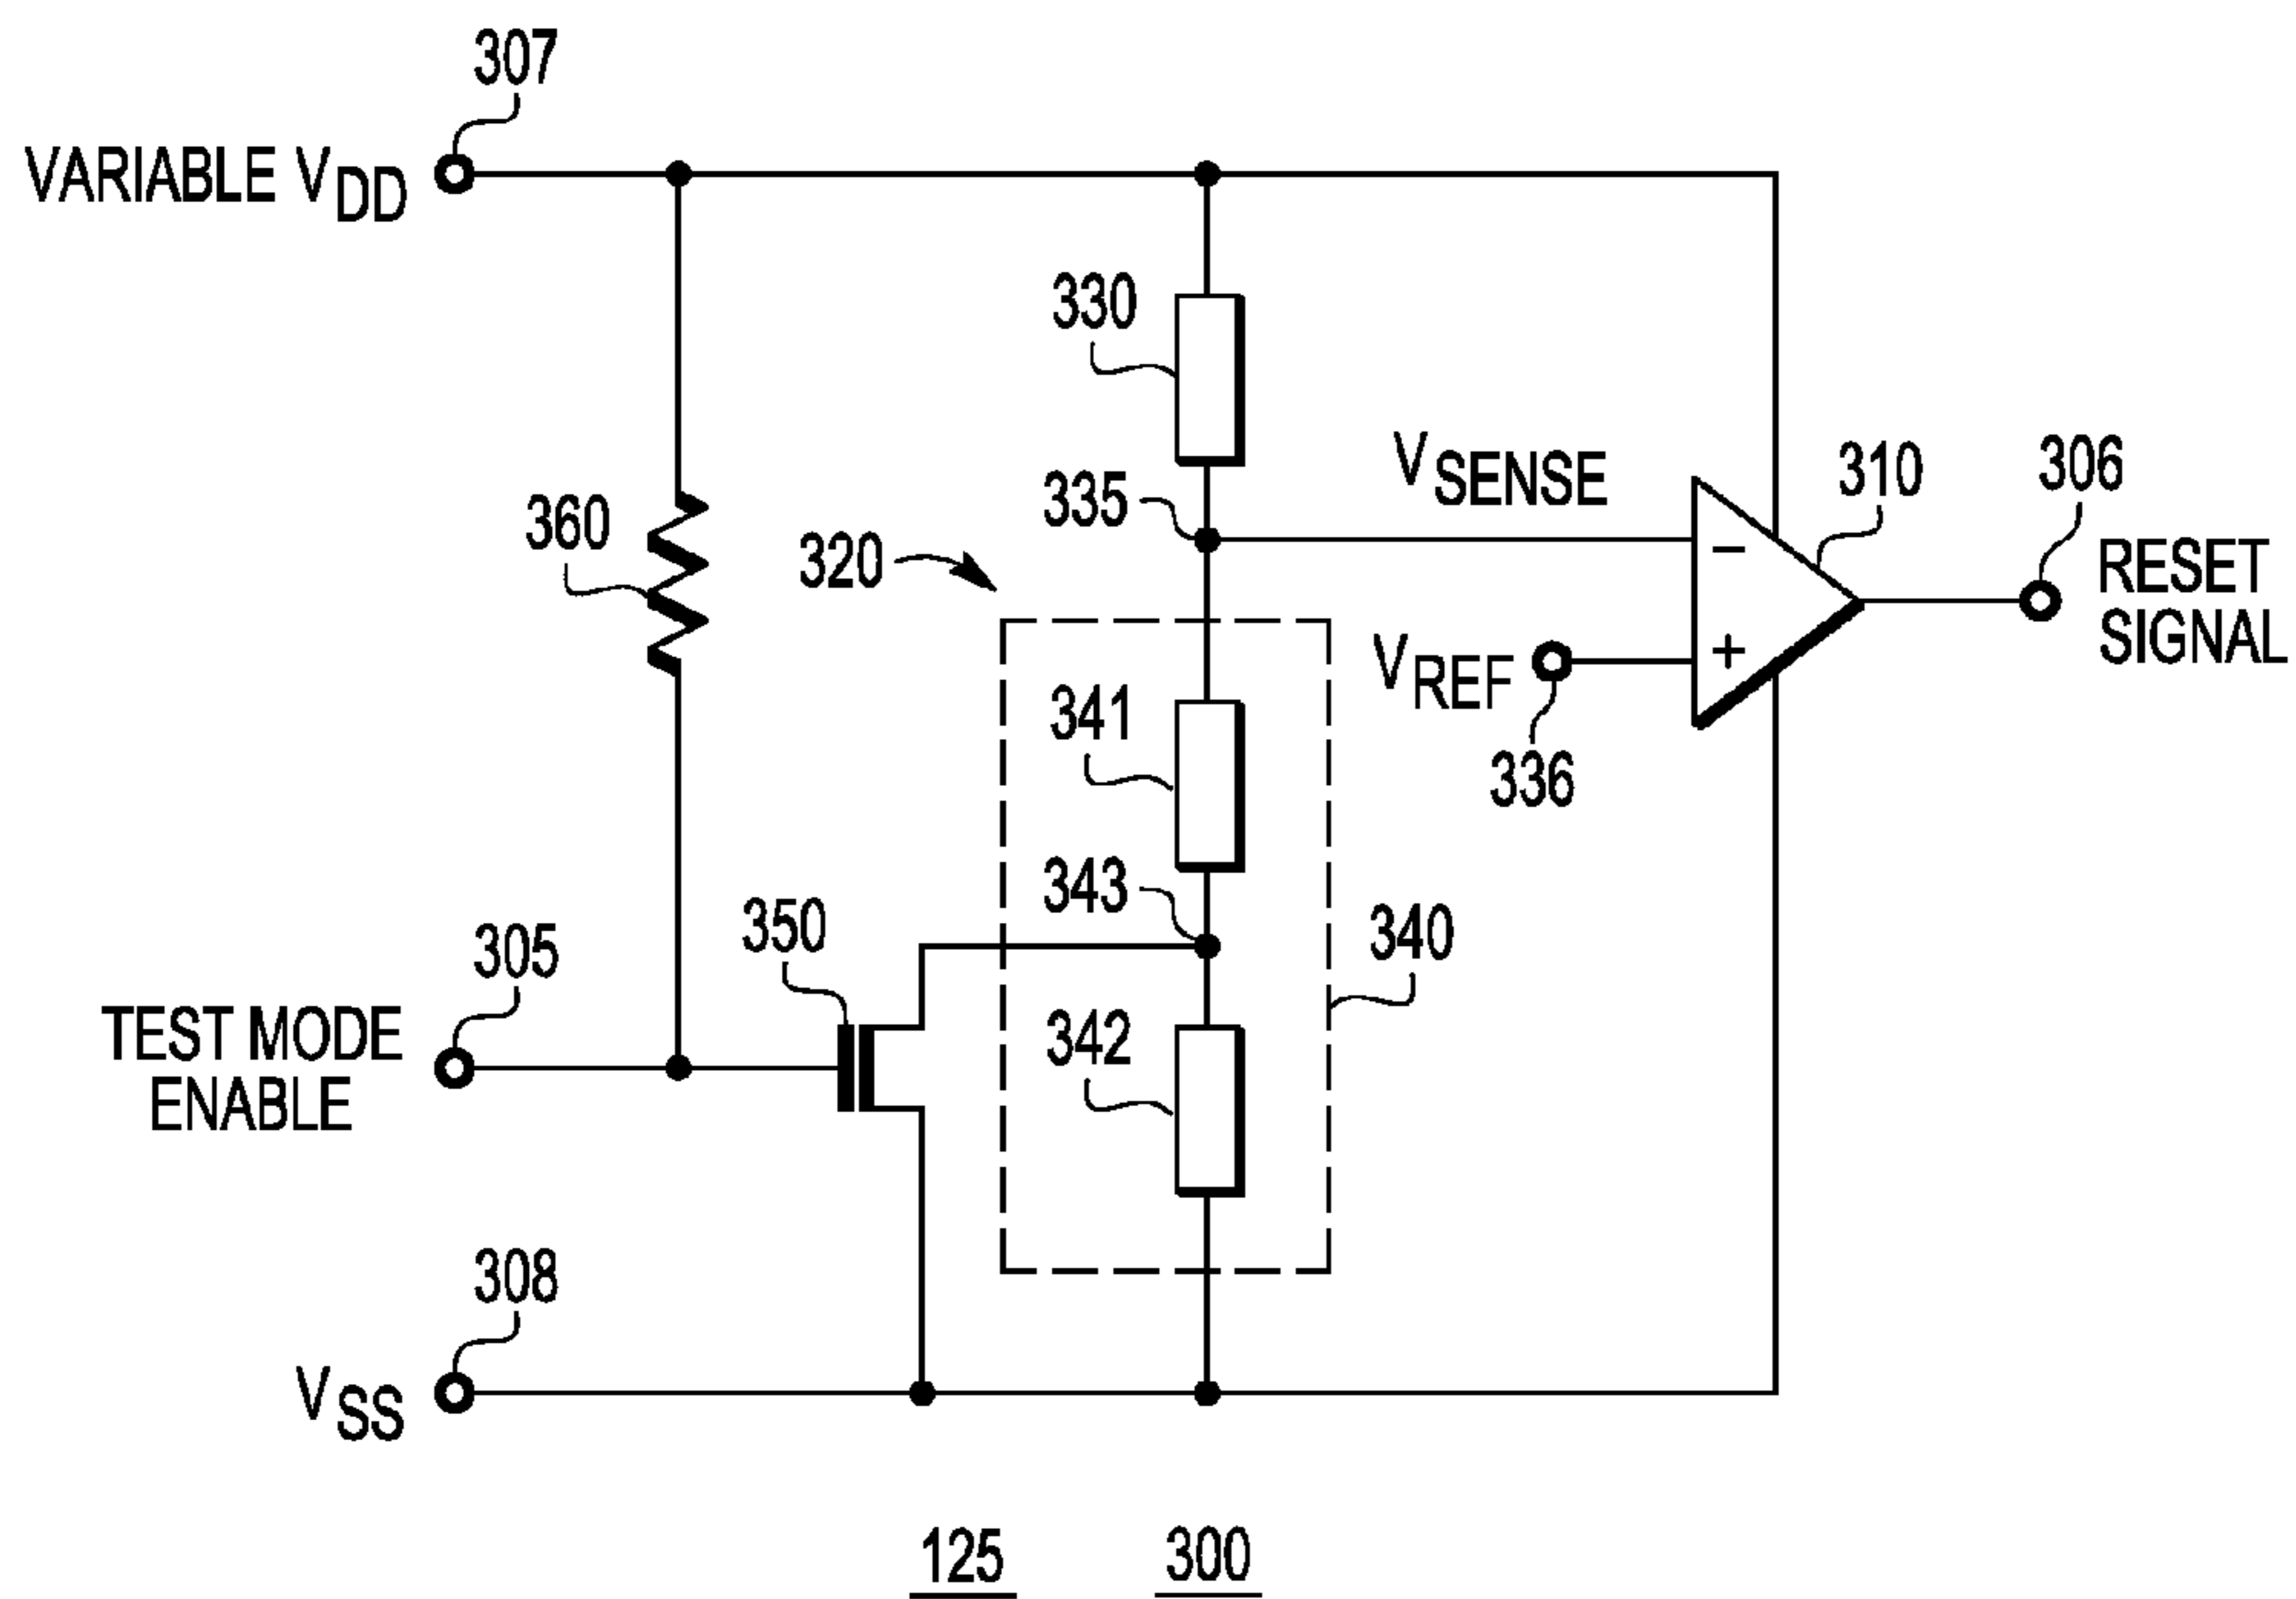 307
VARIABLE VDD
330
360
335
320
VSENSE
310
306
RESET
SIGNAL
−
+
VREF
336
341
343
340
350
305
TEST MODE
ENABLE
342
308
VSS
125
300